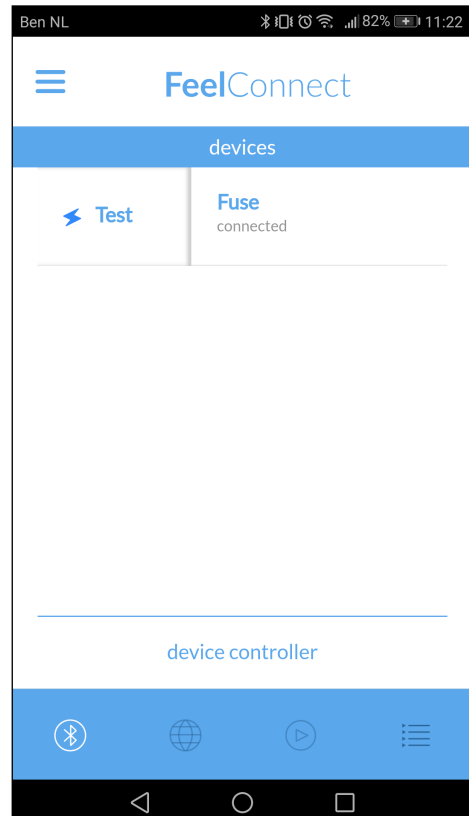 Ben NL 82% 11:22
FeelConnect
devices
Test
Fuse
connected
device controller